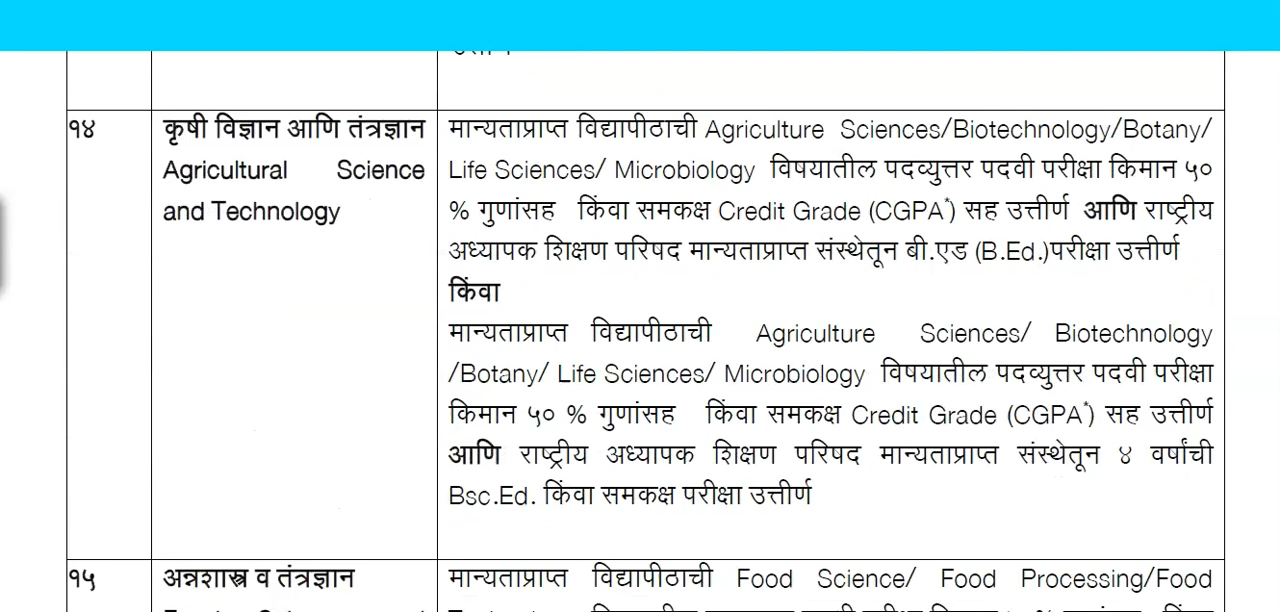 १४
कृषी विज्ञान आणि तंत्रज्ञान
Agricultural Science
and Technology
मान्यताप्राप्त विद्यापीठाची Agriculture Sciences/Biotechnology/Botany/
Life Sciences/ Microbiology विषयातील पदव्युत्तर पदवी परीक्षा किमान ५०
% गुणांसह किंवा समकक्ष Credit Grade (CGPA*) सह उत्तीर्ण आणि राष्ट्रीय
अध्यापक शिक्षण परिषद मान्यताप्राप्त संस्थेतून बी.एड (B.Ed.)परीक्षा उत्तीर्ण
किंवा
मान्यताप्राप्त विद्यापीठाची Agriculture Sciences/ Biotechnology
/Botany/ Life Sciences/ Microbiology विषयातील पदव्युत्तर पदवी परीक्षा
किमान ५० % गुणांसह किंवा समकक्ष Credit Grade (CGPA*) सह उत्तीर्ण
आणि राष्ट्रीय अध्यापक शिक्षण परिषद मान्यताप्राप्त संस्थेतून ४ वर्षांची
Bsc.Ed. किंवा समकक्ष परीक्षा उत्तीर्ण
१५
अन्नशास्त्र व तंत्रज्ञान
मान्यताप्राप्त विद्यापीठाची Food Science/ Food Processing/Food